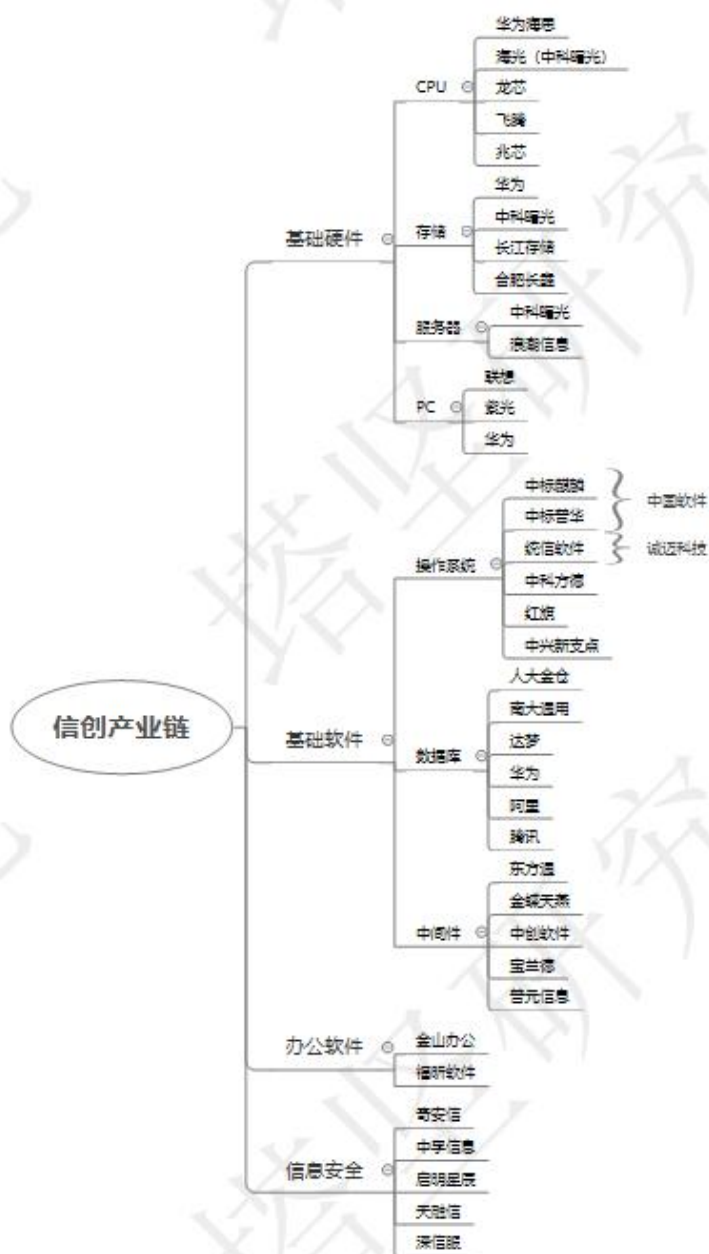 信创产业链
基础硬件
CPU
华为海思
海光（中科曙光）
龙芯
飞腾
兆芯
存储
华为
中科曙光
长江存储
合肥长鑫
服务器
中科曙光
浪潮信息
PC
联想
紫光
华为
基础软件
操作系统
中标麒麟
中标普华
中国软件
统信软件
诚迈科技
中科方德
红旗
中兴新支点
数据库
人大金仓
南大通用
达梦
华为
阿里
腾讯
中间件
东方通
金蝶天燕
中创软件
宝兰德
普元信息
办公软件
金山办公
福昕软件
信息安全
奇安信
中孚信息
启明星辰
天融信
深信服
塔坚研究